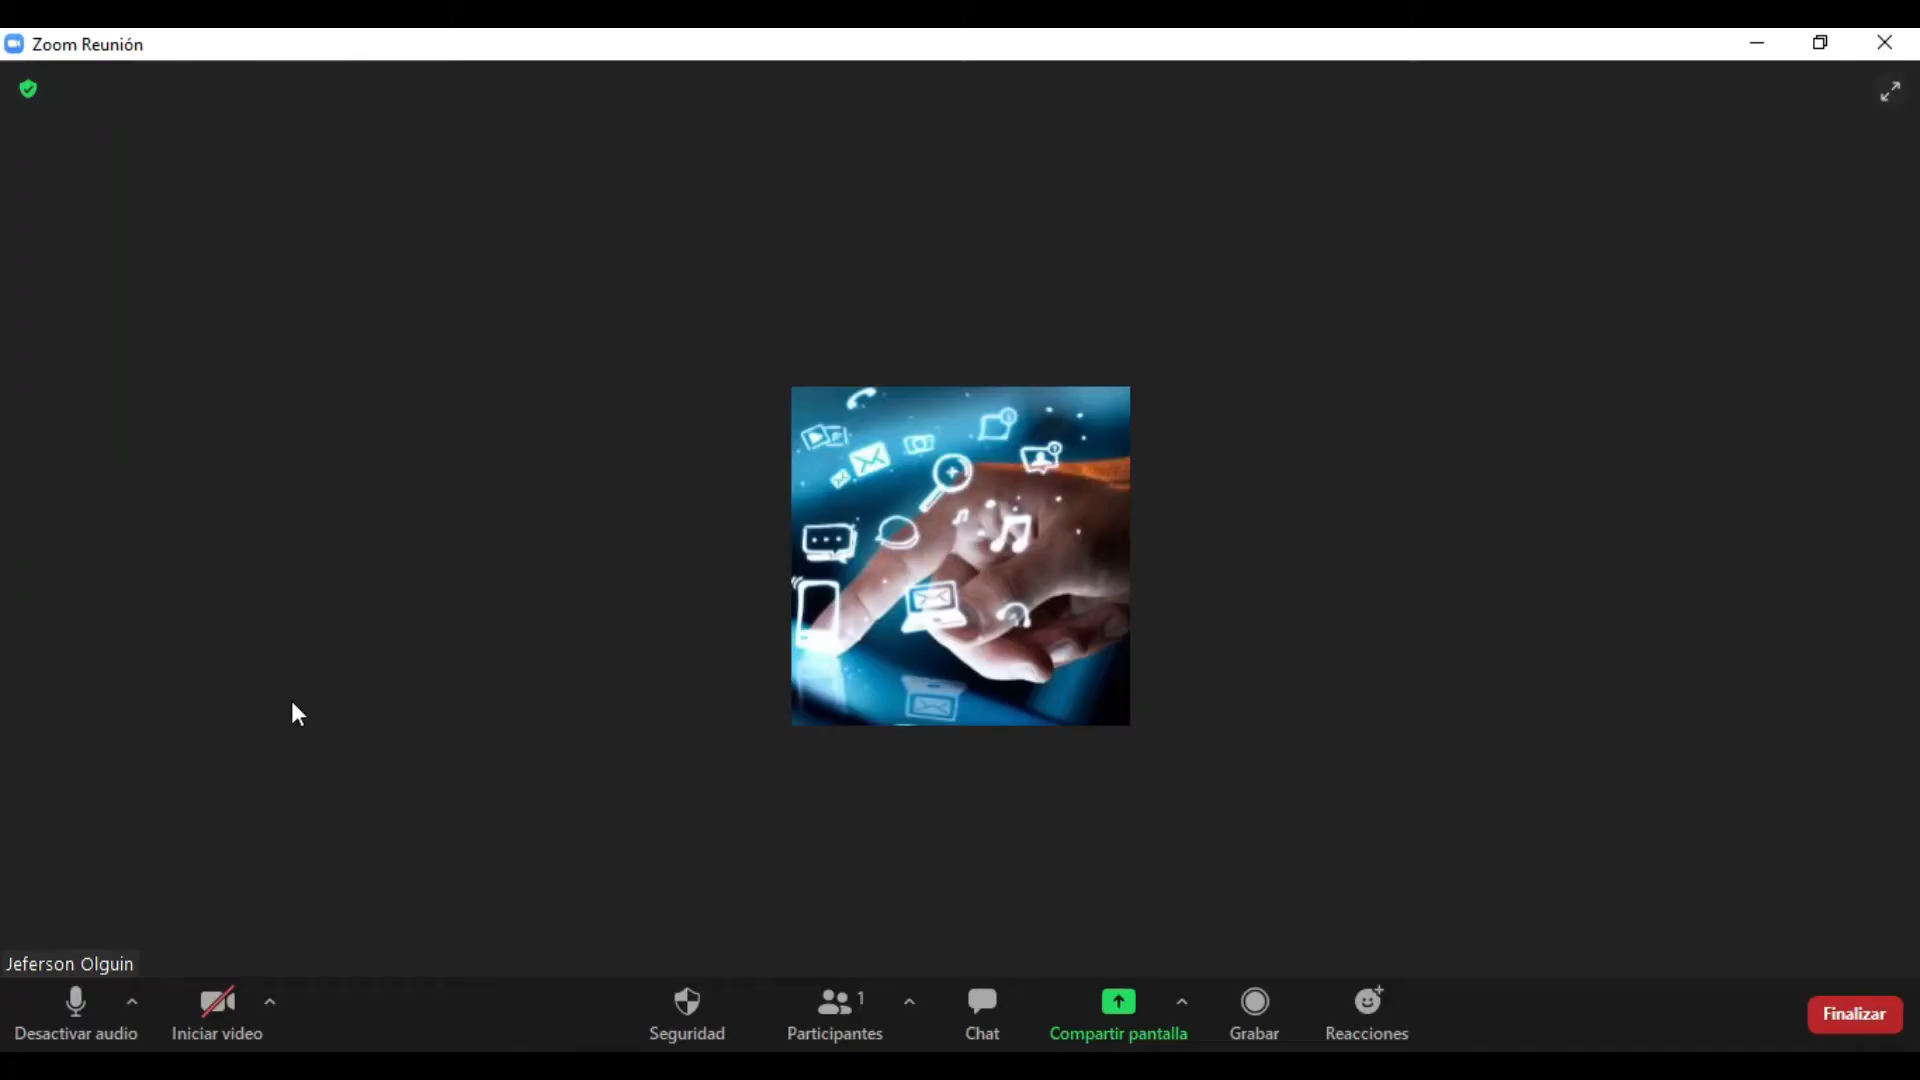 Zoom Reunión
Jeferson Olguin
Desactivar audio
Iniciar video
Seguridad
Participantes
1
Chat
Compartir pantalla
Grabar
Reacciones
Finalizar